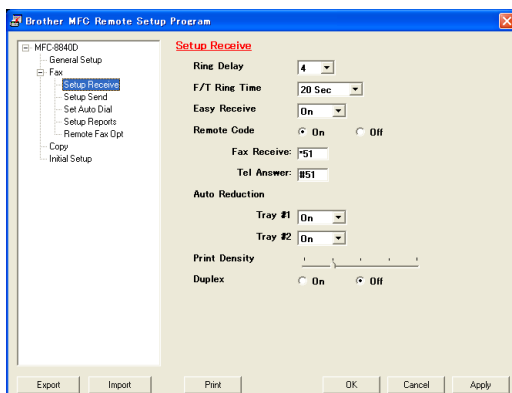 Brother MFC Remote Setup Program
MFC-8840D
General Setup
Fax
Setup Receive
Setup Send
Set Auto Dial
Setup Reports
Remote Fax Opt
Copy
Initial Setup
Setup Receive
Ring Delay 4
F/T Ring Time 20 Sec
Easy Receive On
Remote Code On Off
Fax Receive: *51
Tel Answer: #51
Auto Reduction
Tray #1 On
Tray #2 On
Print Density
Duplex On Off
Export Import Print OK Cancel Apply